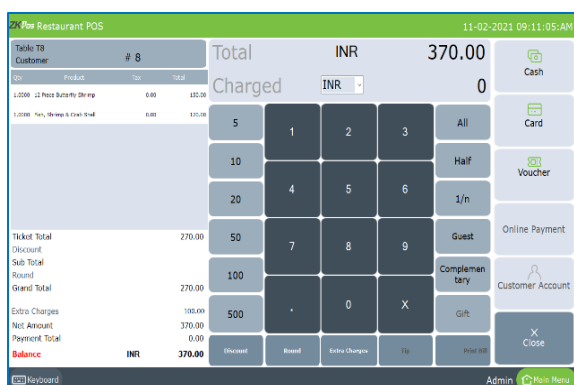 ZKPos Restaurant POS
11-02-2021 09:11:05 AM
Table T8
Customer
# 8
Qty Product Tax Total
1.0000 12 Piece Butterfly Shrimp 0.00 150.00
1.0000 Fish, Shrimp & Crab Shell 0.00 120.00
Ticket Total 270.00
Discount
Sub Total
Round
Grand Total 270.00
Extra Charges 100.00
Net Amount 370.00
Payment Total 0.00
Balance INR 370.00
Total INR 370.00
Charged INR 0
5 1 2 3 All
10 Half
20 4 5 6 1/n
50 7 8 9 Guest
100 Complemen
tary
500 . 0 X Gift
Discount Round Extra Charges Tip Print Bill
Cash
Card
Voucher
Online Payment
Customer Account
X
Close
Keyboard
Admin Main Menu